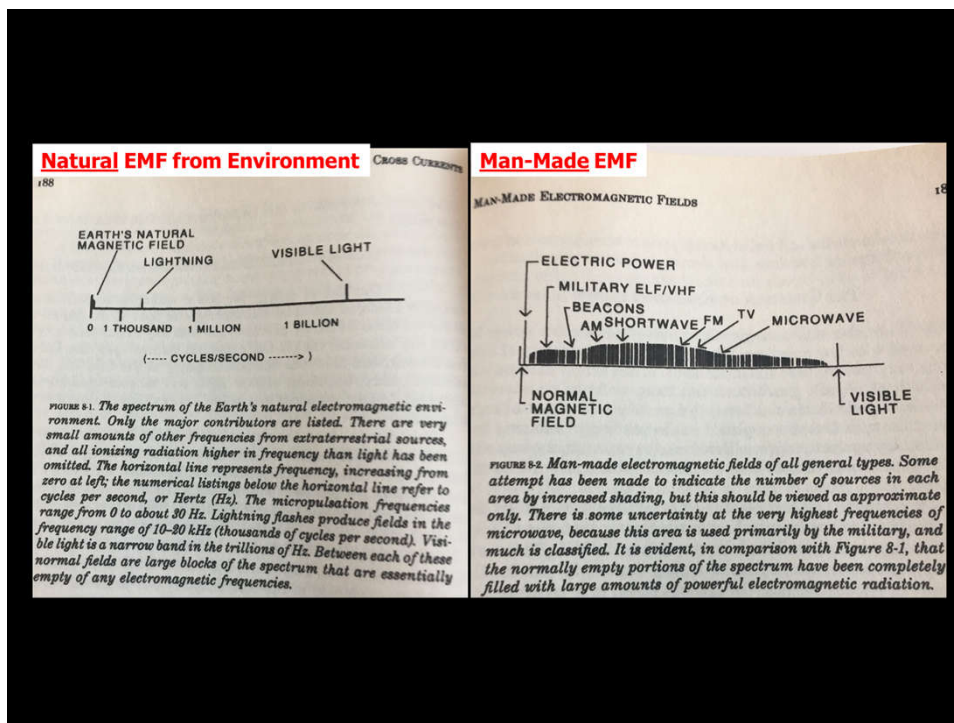 Natural EMF from Environment
CROSS CURRENTS
188
EARTH'S NATURAL
MAGNETIC FIELD
LIGHTNING
VISIBLE LIGHT
0 1 THOUSAND 1 MILLION 1 BILLION
(----- CYCLES/SECOND ------->)
FIGURE 8-1. The spectrum of the Earth's natural electromagnetic envi-
ronment. Only the major contributors are listed. There are very
small amounts of other frequencies from extraterrestrial sources,
and all ionizing radiation higher in frequency than light has been
omitted. The horizontal line represents frequency, increasing from
zero at left; the numerical listings below the horizontal line refer to
cycles per second, or Hertz (Hz). The micropulsation frequencies
range from 0 to about 30 Hz. Lightning flashes produce fields in the
frequency range of 10–20 kHz (thousands of cycles per second). Visi-
ble light is a narrow band in the trillions of Hz. Between each of these
normal fields are large blocks of the spectrum that are essentially
empty of any electromagnetic frequencies.
Man-Made EMF
18
MAN-MADE ELECTROMAGNETIC FIELDS
ELECTRIC POWER
MILITARY ELF/VHF
BEACONS
AM SHORTWAVE FM TV MICROWAVE
NORMAL
MAGNETIC
FIELD
VISIBLE
LIGHT
FIGURE 8-2. Man-made electromagnetic fields of all general types. Some
attempt has been made to indicate the number of sources in each
area by increased shading, but this should be viewed as approximate
only. There is some uncertainty at the very highest frequencies of
microwave, because this area is used primarily by the military, and
much is classified. It is evident, in comparison with Figure 8-1, that
the normally empty portions of the spectrum have been completely
filled with large amounts of powerful electromagnetic radiation.